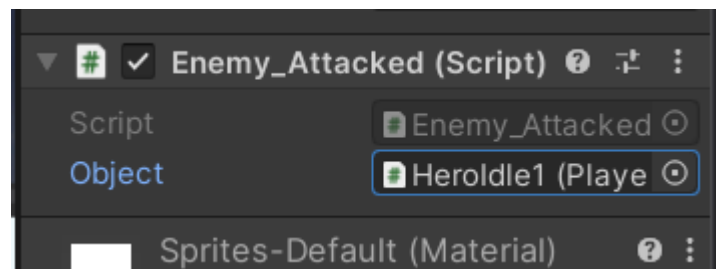 Enemy_Attacked (Script)
Script Enemy_Attacked
Object HeroIdle1 (Playe
Sprites-Default (Material)